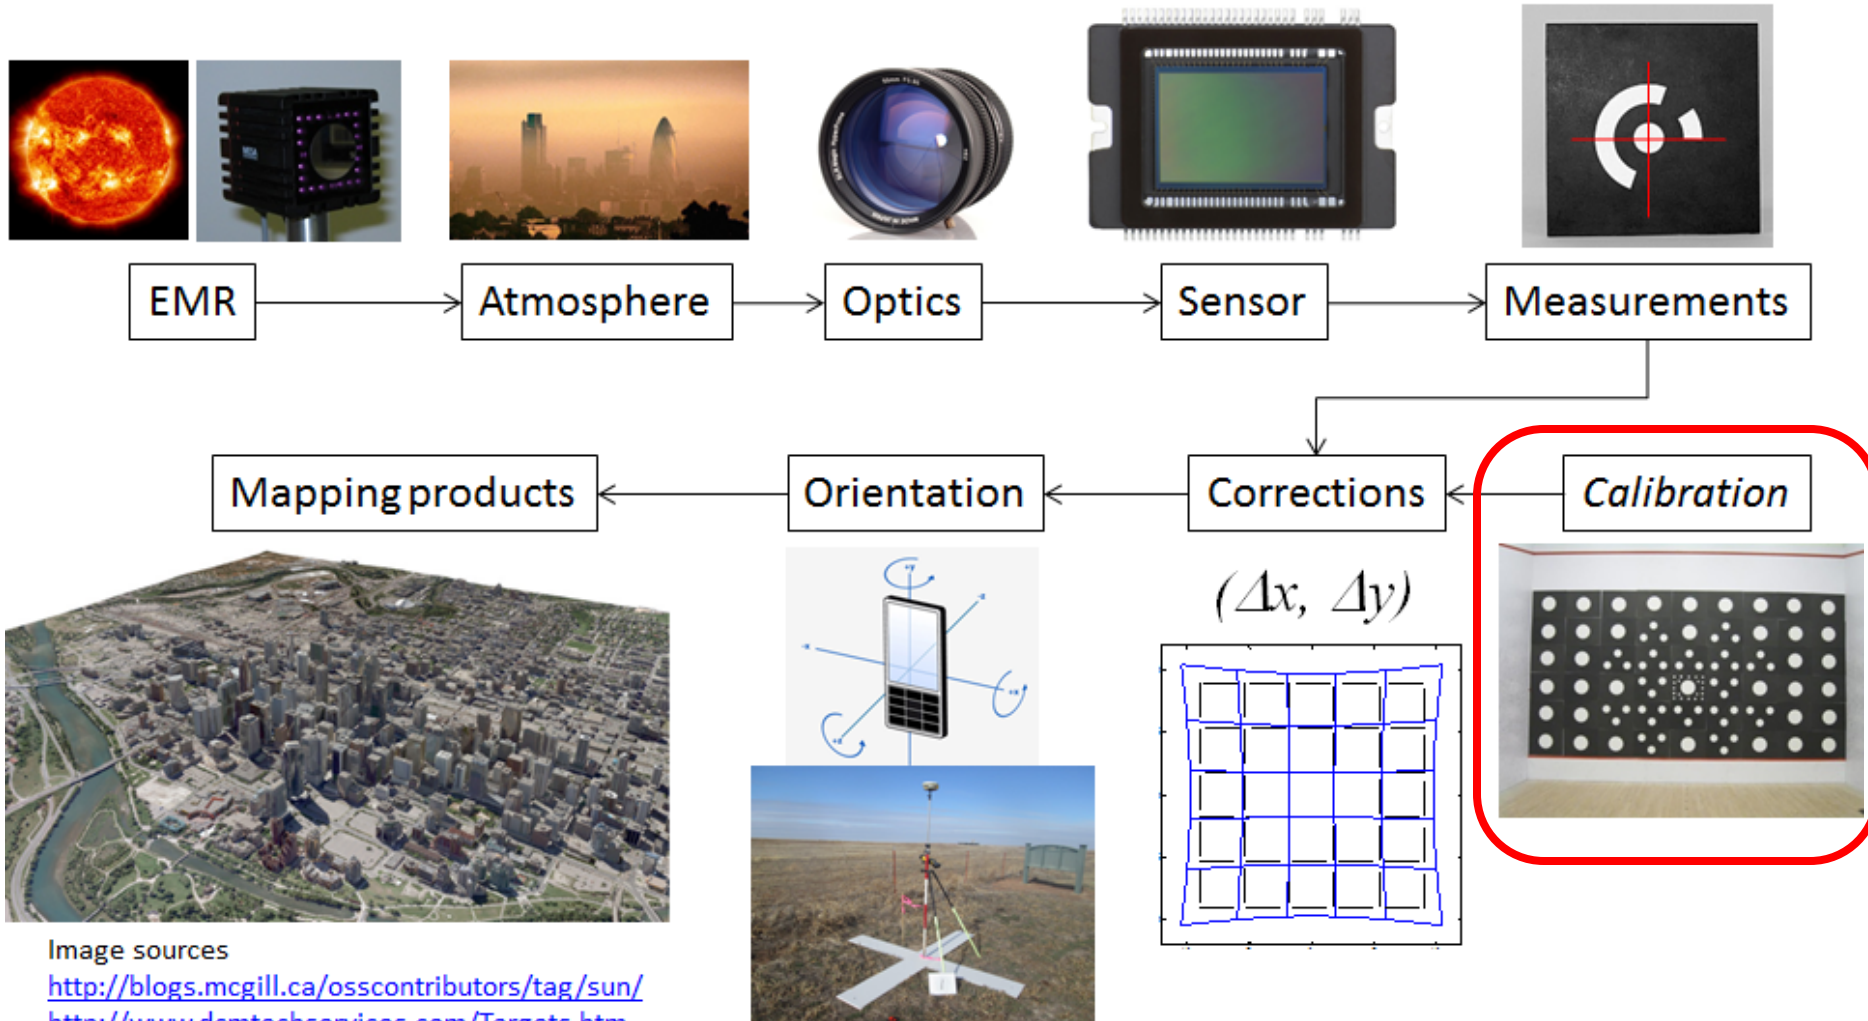 EMR
Atmosphere
Optics
Sensor
Measurements
Mapping products
Orientation
Corrections
Calibration
(Δx, Δy)
+y
-z
-x
+x
+z
Image sources
http://blogs.mcgill.ca/osscontributors/tag/sun/